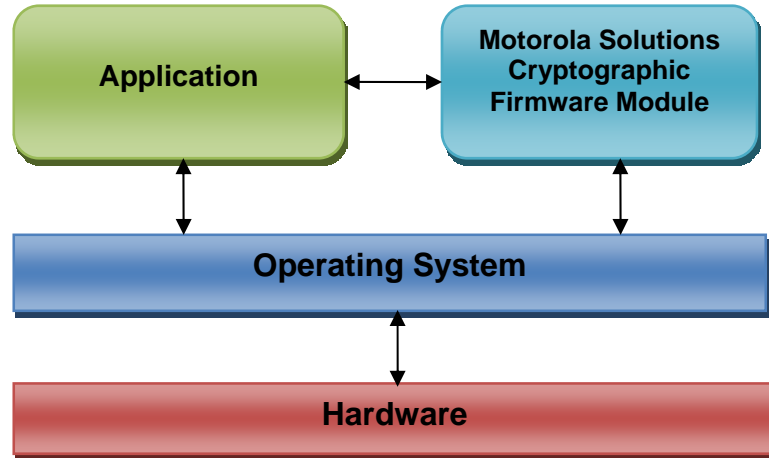 Application
Motorola Solutions
Cryptographic
Firmware Module
Operating System
Hardware